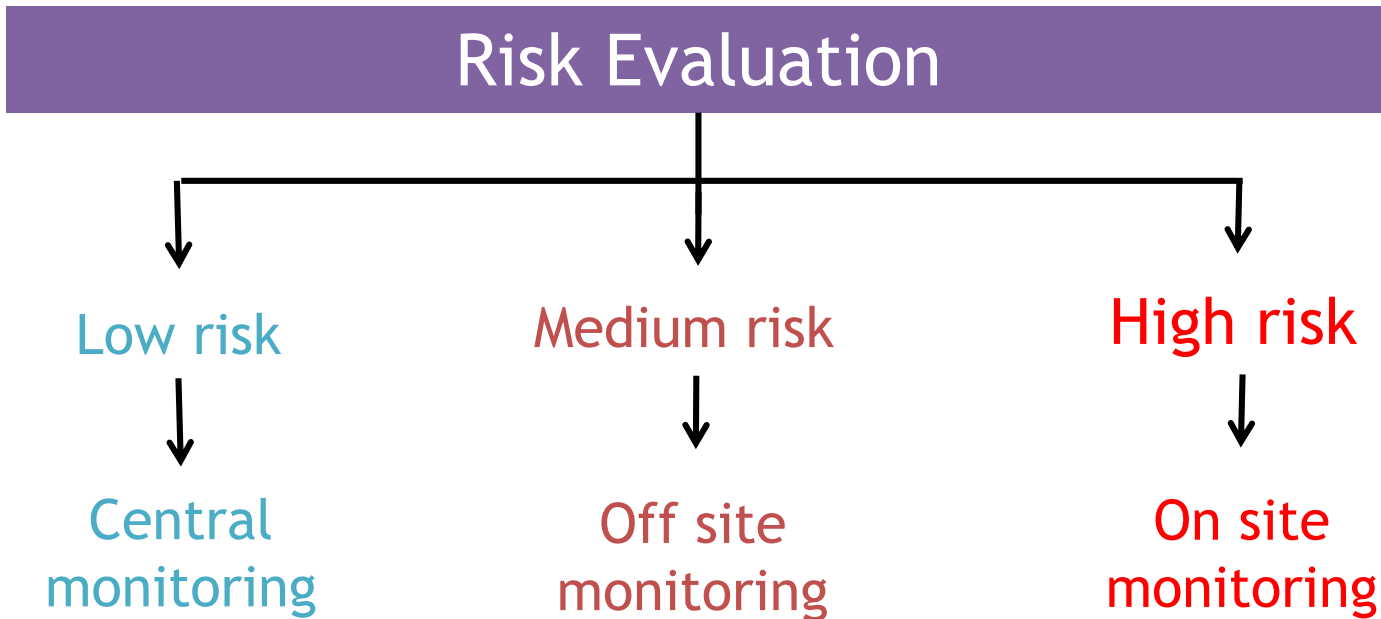 Risk Evaluation
Low risk
Medium risk
High risk
Central
monitoring
Off site
monitoring
On site
monitoring